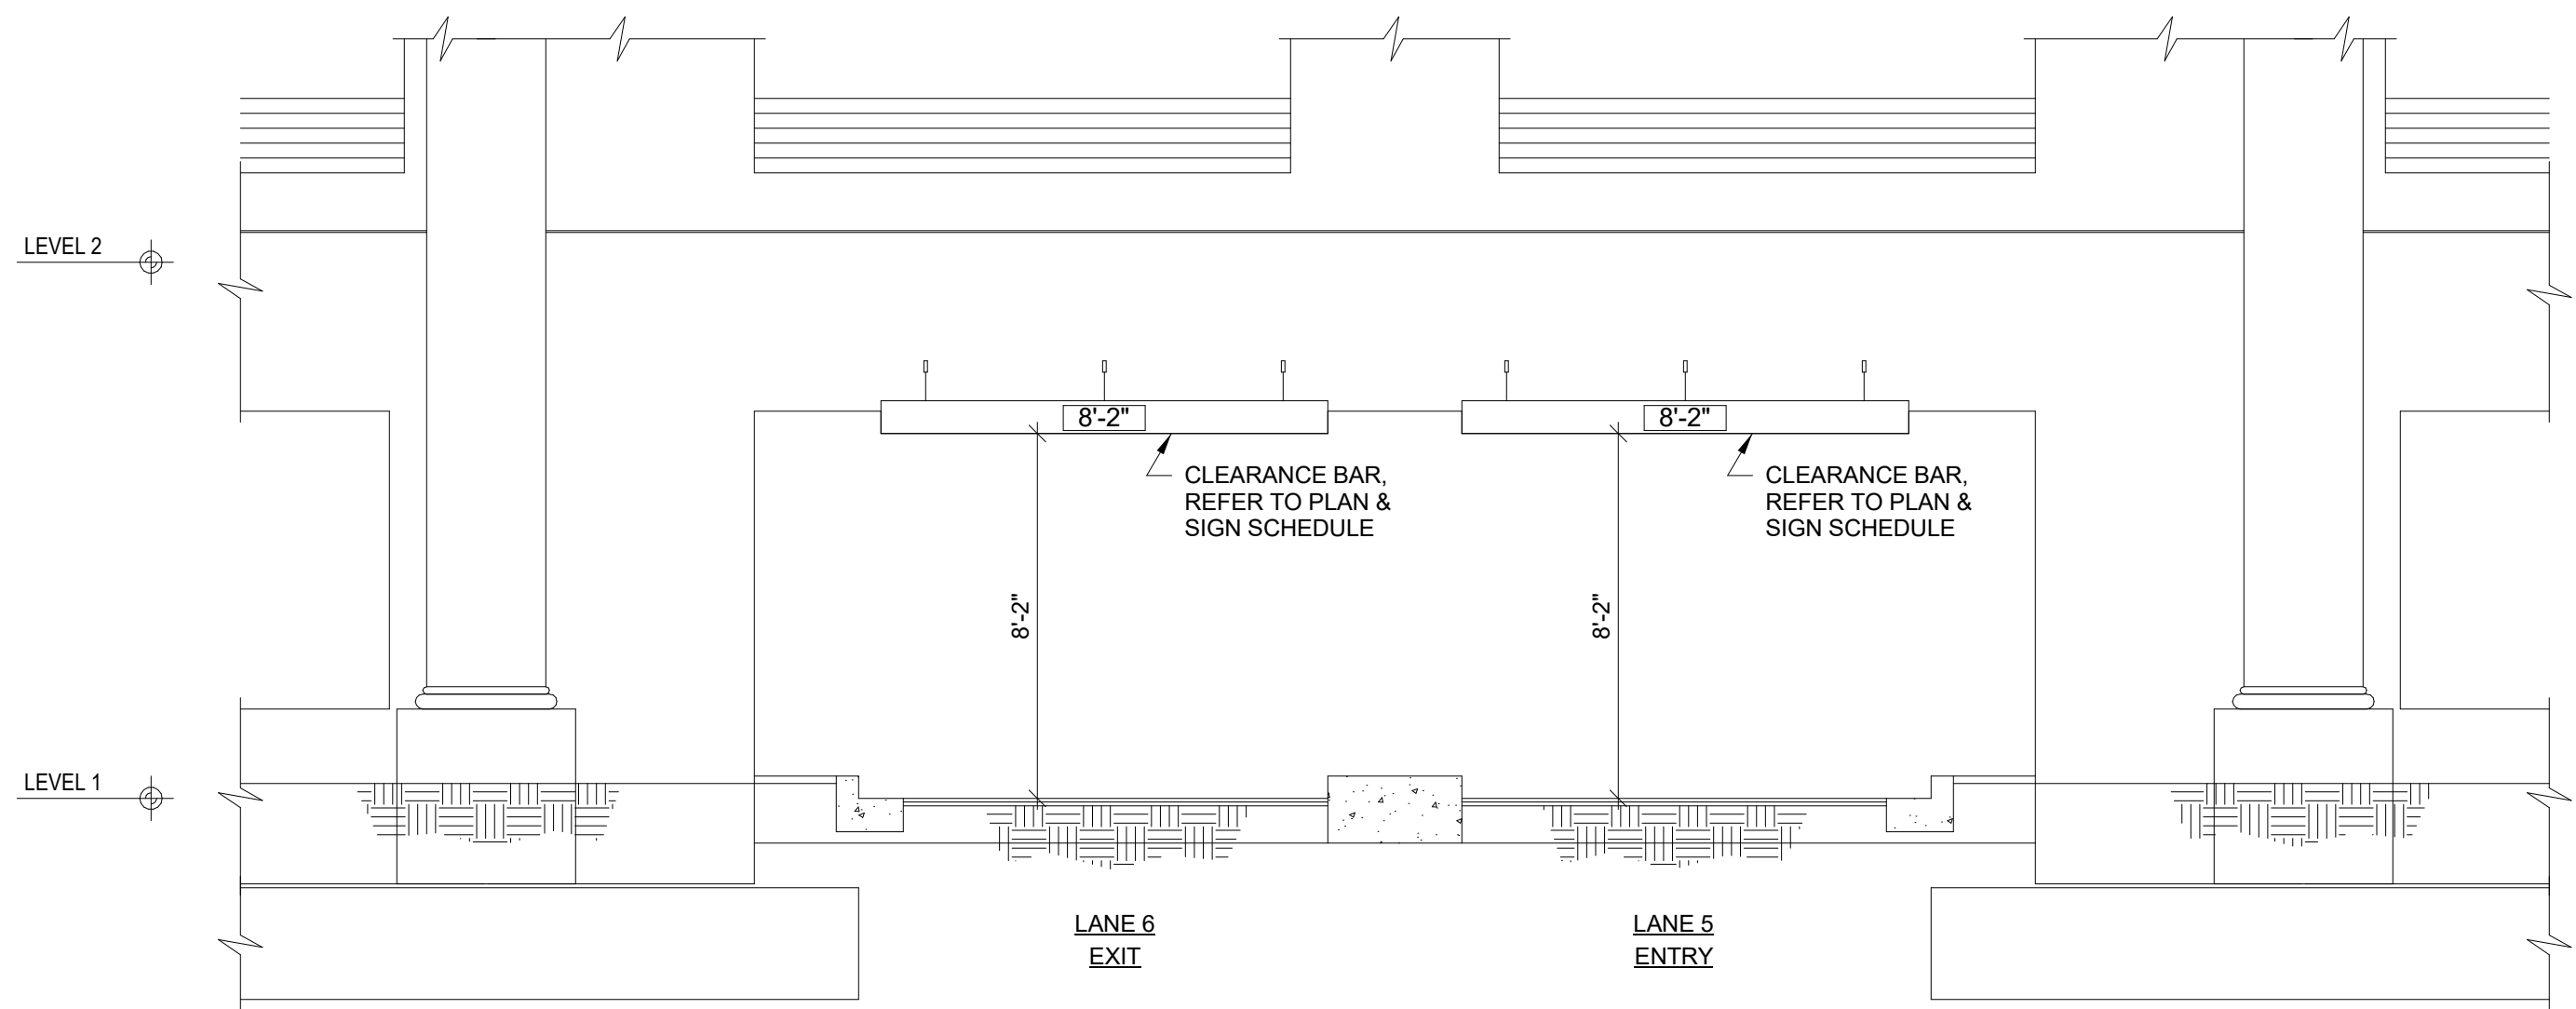 LEVEL 2
8'-2"
8'-2"
CLEARANCE BAR,
REFER TO PLAN &
SIGN SCHEDULE
CLEARANCE BAR,
REFER TO PLAN &
SIGN SCHEDULE
8'-2"
8'-2"
LEVEL 1
LANE 6
EXIT
LANE 5
ENTRY